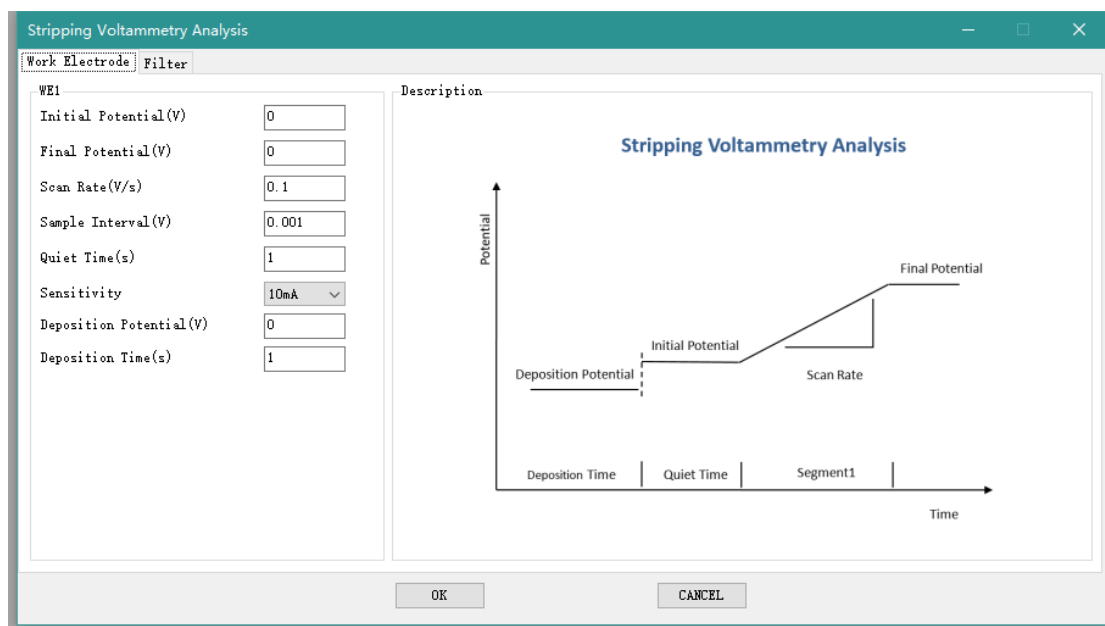 Stripping Voltammetry Analysis
Work Electrode Filter
WE1
Initial Potential(V) 0
Final Potential(V) 0
Scan Rate(V/s) 0.1
Sample Interval(V) 0.001
Quiet Time(s) 1
Sensitivity 10mA
Deposition Potential(V) 0
Deposition Time(s) 1
Description
Stripping Voltammetry Analysis
Potential
Final Potential
Initial Potential
Deposition Potential
Scan Rate
Deposition Time Quiet Time Segment1
Time
OK CANCEL